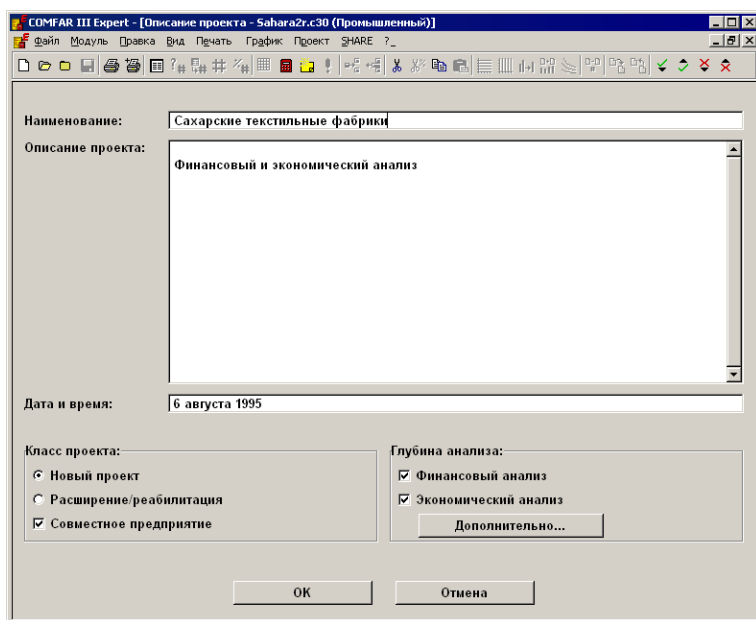 COMFAR III Expert - [Описание проекта - Sahara2r.c30 (Промышленный)]
Файл Модуль Правка Вид Печать График Проект SHARE ?_
Наименование: Сахарские текстильные фабрики
Описание проекта:
Финансовый и экономический анализ
Дата и время: 6 августа 1995
Класс проекта:
Новый проект
Расширение/реабилитация
Совместное предприятие
Глубина анализа:
Финансовый анализ
Экономический анализ
Дополнительно...
OK Отмена